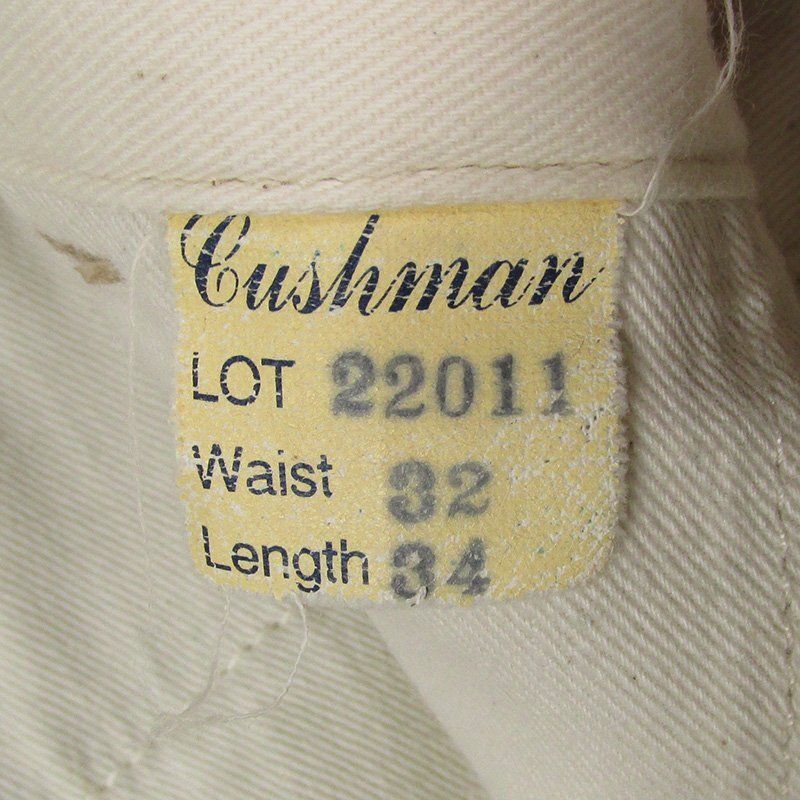 Cushman
LOT 22011
Waist 32
Length 34